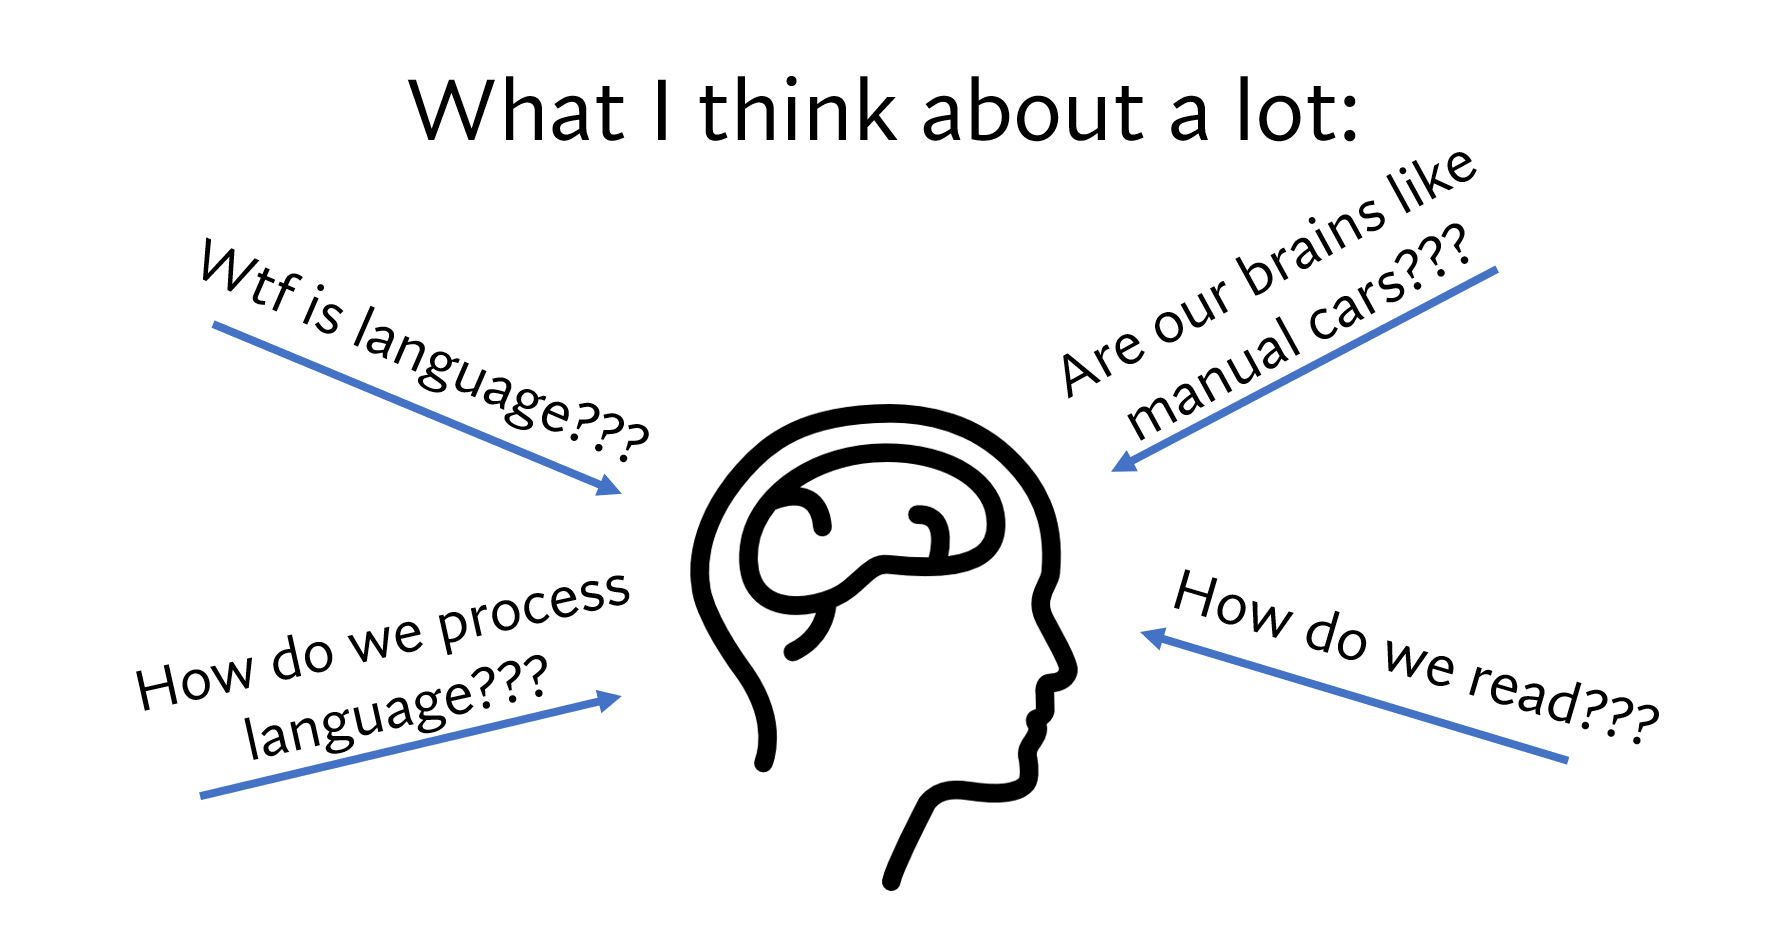 What I think about a lot:
Wtf is language???
Are our brains like
manual cars???
How do we process
language???
How do we read???